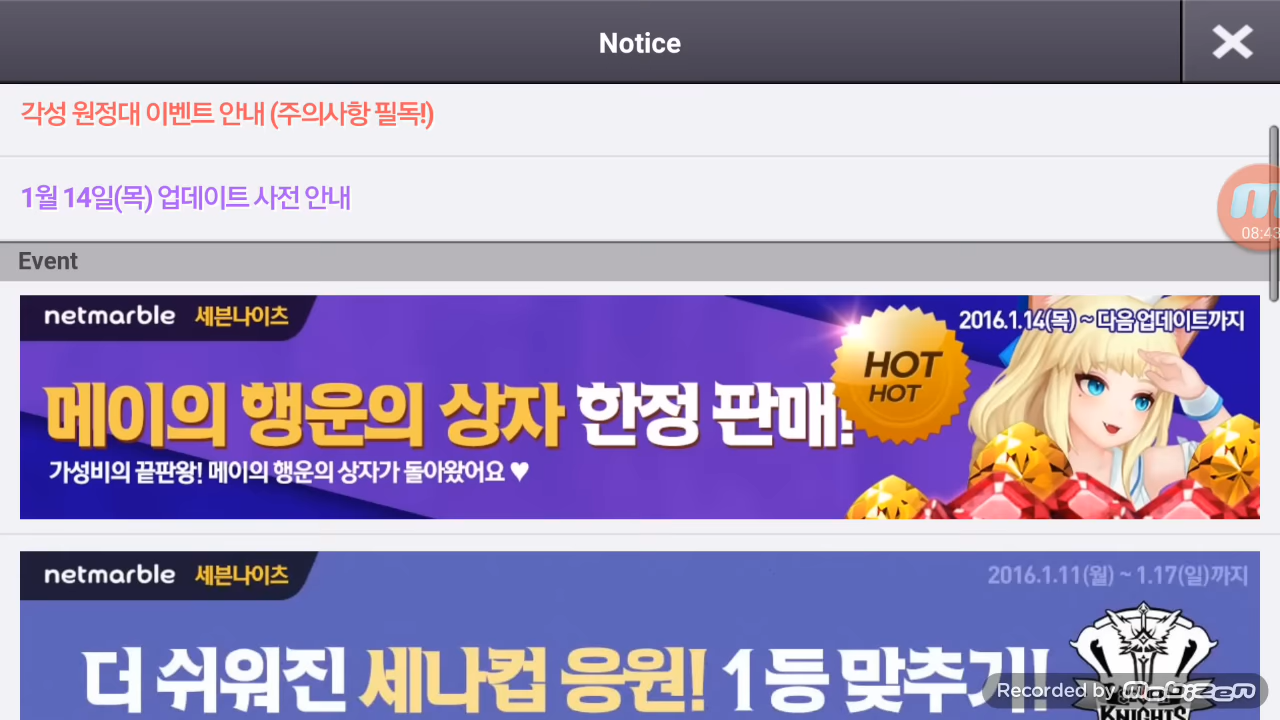 Notice
각성 원정대 이벤트 안내 (주의사항 필독!)
1월 14일(목) 업데이트 사전 안내
08:43
Event
netmarble 세븐나이츠
2016.1.14(목) ~ 다음 업데이트까지
HOT
HOT
메이의 행운의 상자 한정 판매!
가성비의 끝판왕! 메이의 행운의 상자가 돌아왔어요 ♥
netmarble 세븐나이츠
2016.1.11(월) ~ 1.17(일)까지
더 쉬워진 세나컵 응원! 1등 맞추기!
Recorded by Mobizen
KNIGHTS